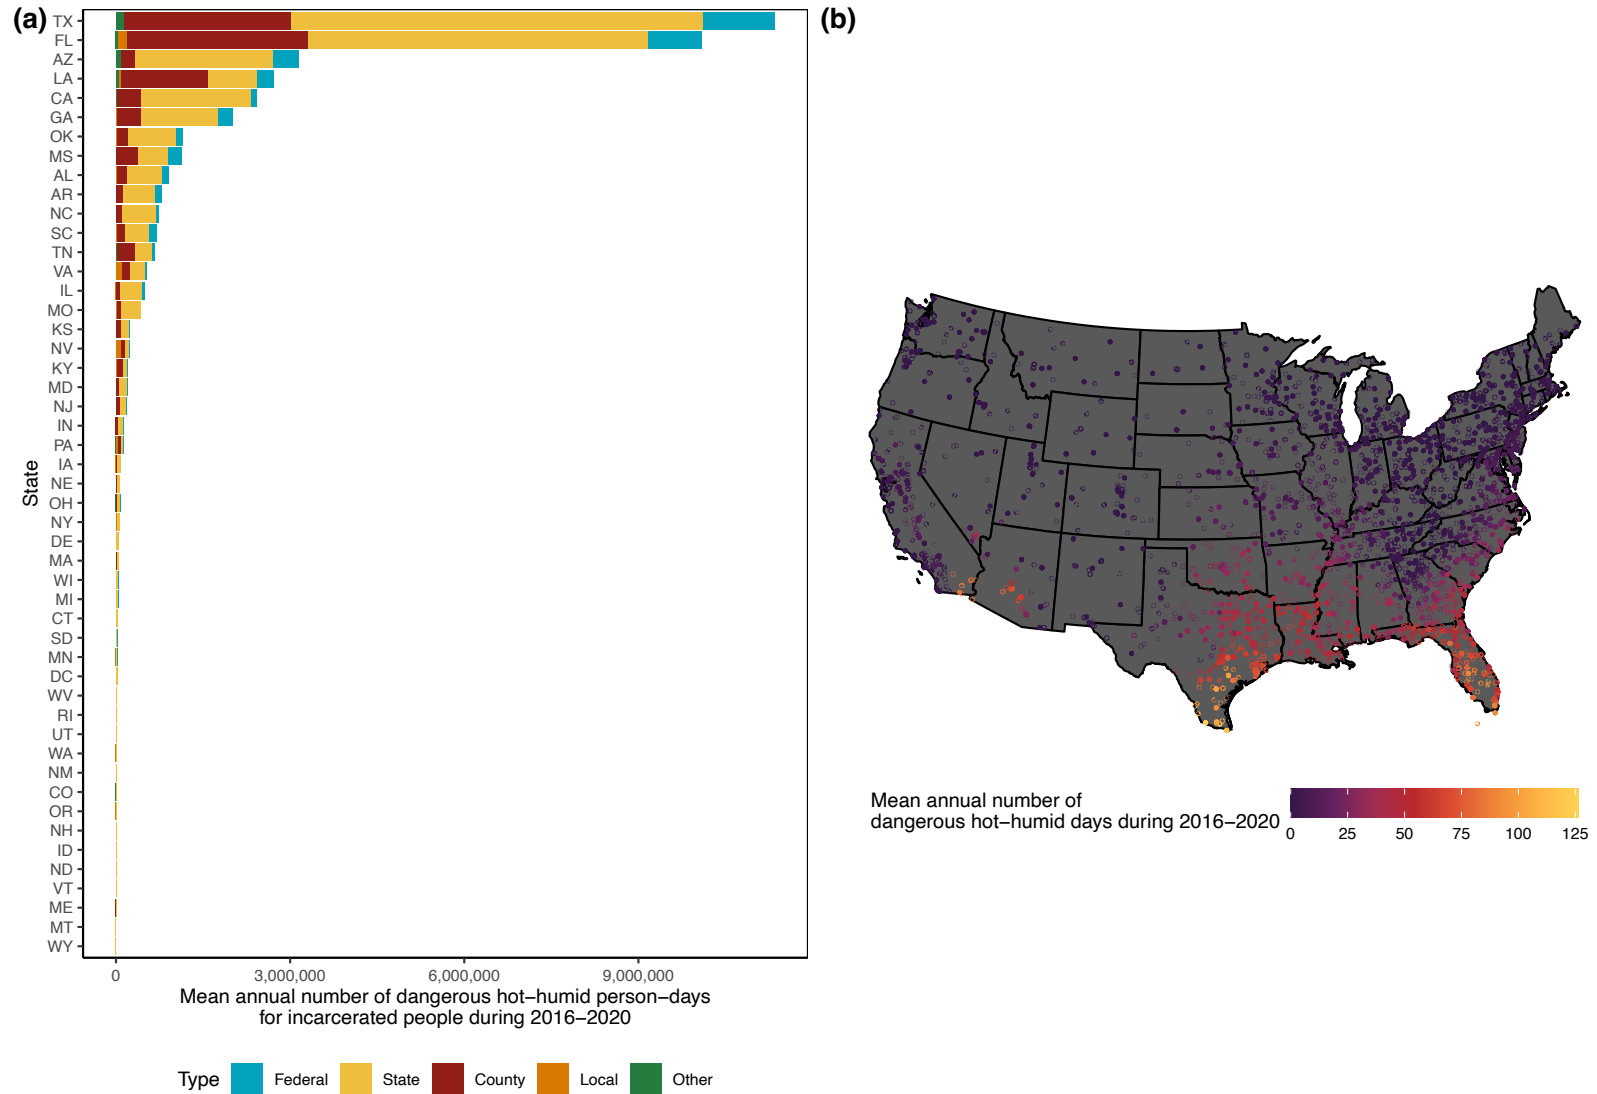 (a)
TX
FL
AZ
LA
CA
GA
OK
MS
AL
AR
NC
SC
TN
VA
IL
MO
KS
NV
KY
MD
NJ
IN
PA
IA
NE
OH
NY
DE
MA
WI
MI
CT
SD
MN
DC
WV
RI
UT
WA
NM
CO
OR
NH
ID
ND
VT
ME
MT
WY
State
0 3,000,000 6,000,000 9,000,000
Mean annual number of dangerous hot−humid person−days
for incarcerated people during 2016−2020
Type Federal State County Local Other
(b)
Mean annual number of
dangerous hot−humid days during 2016−2020
0 25 50 75 100 125